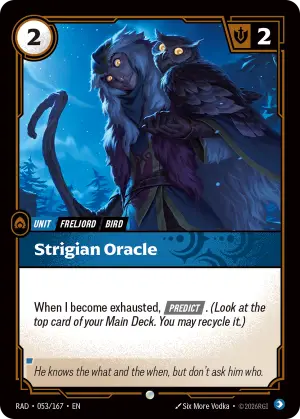 2
2
UNIT FRELJORD BIRD
Strigian Oracle
When I become exhausted, PREDICT. (Look at the
top card of your Main Deck. You may recycle it.)
He knows the what and the when, but don't ask him who.
RAD • 053/167 • EN Six More Vodka • ©2026RGI